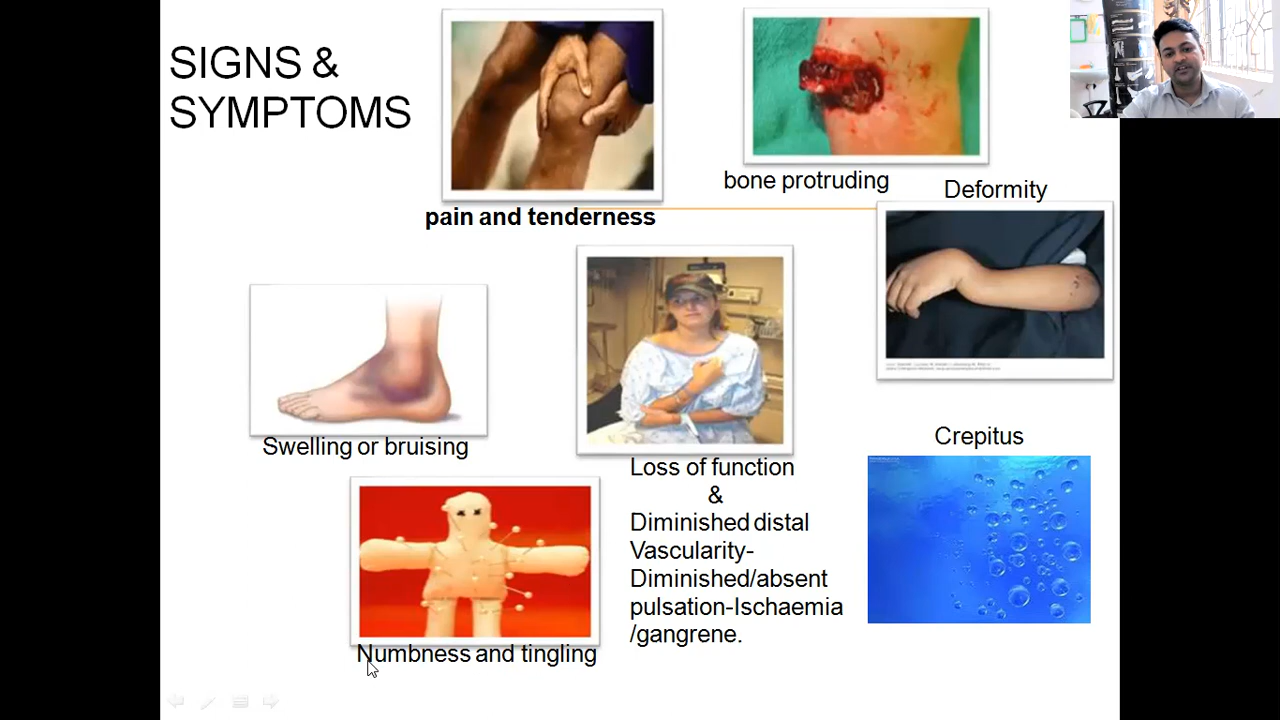 SIGNS &
SYMPTOMS
bone protruding
Deformity
pain and tenderness
Swelling or bruising
Crepitus
Loss of function
&
Diminished distal
Vascularity-
Diminished/absent
pulsation-Ischaemia
/gangrene.
Numbness and tingling